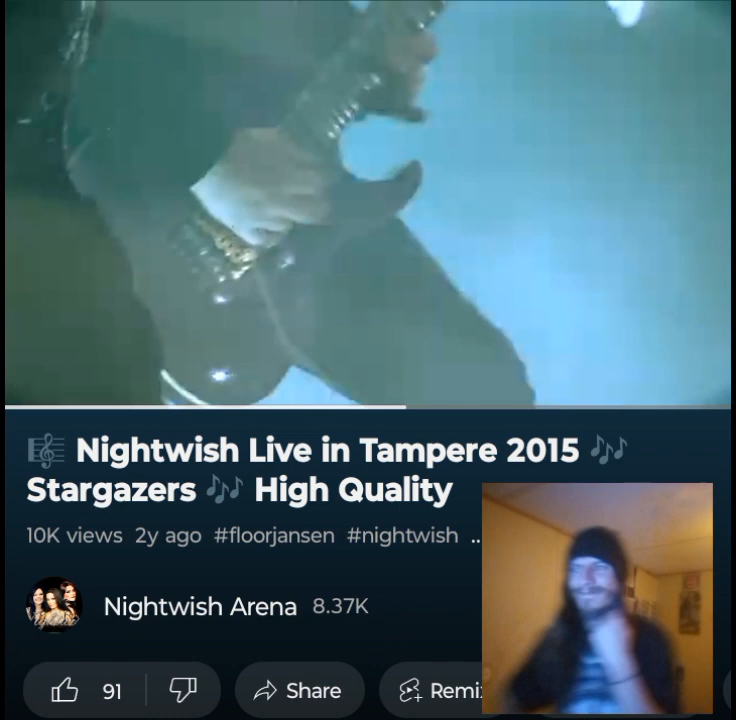 Nightwish Live in Tampere 2015
Stargazers High Quality
10K views 2y ago #floorjansen #nightwish ..
Nightwish Arena 8.37K
91 Share Remi